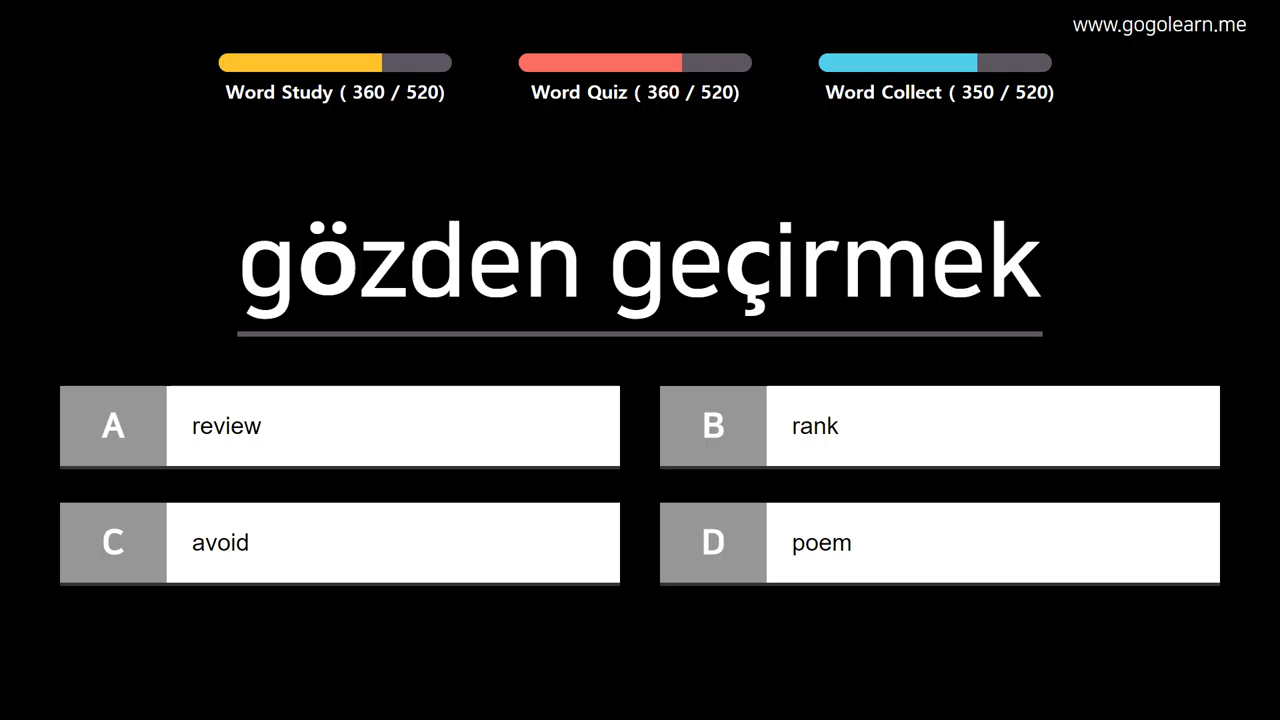 www.gogolearn.me
Word Study ( 360 / 520)
Word Quiz ( 360 / 520)
Word Collect ( 350 / 520)
gözden geçirmek
A review
B rank
C avoid
D poem